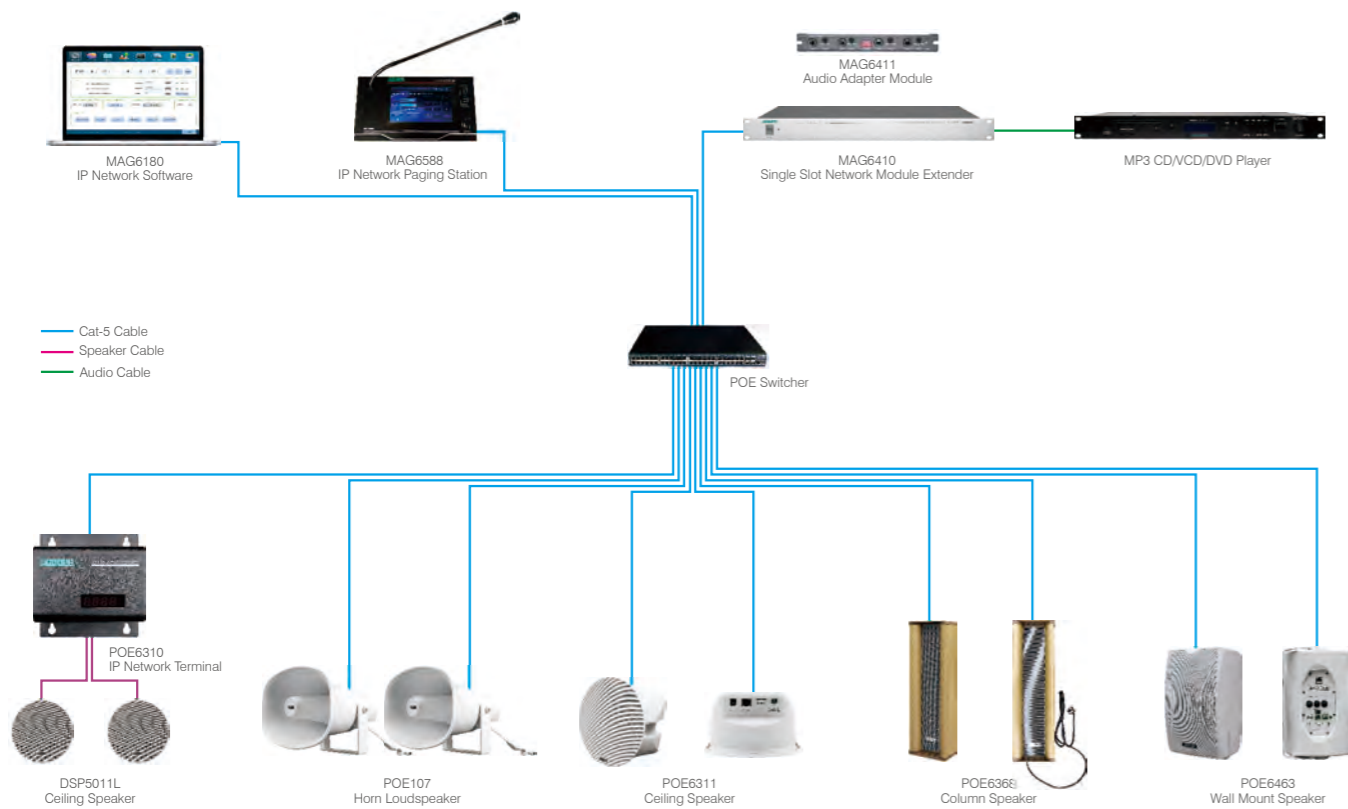 MAG6411
Audio Adapter Module
MAG6180
IP Network Software
MAG6588
IP Network Paging Station
MAG6410
Single Slot Network Module Extender
MP3 CD/VCD/DVD Player
Cat-5 Cable
Speaker Cable
Audio Cable
POE Switcher
POE6310
IP Network Terminal
DSP5011L
Ceiling Speaker
POE107
Horn Loudspeaker
POE6311
Ceiling Speaker
POE6368
Column Speaker
POE6463
Wall Mount Speaker